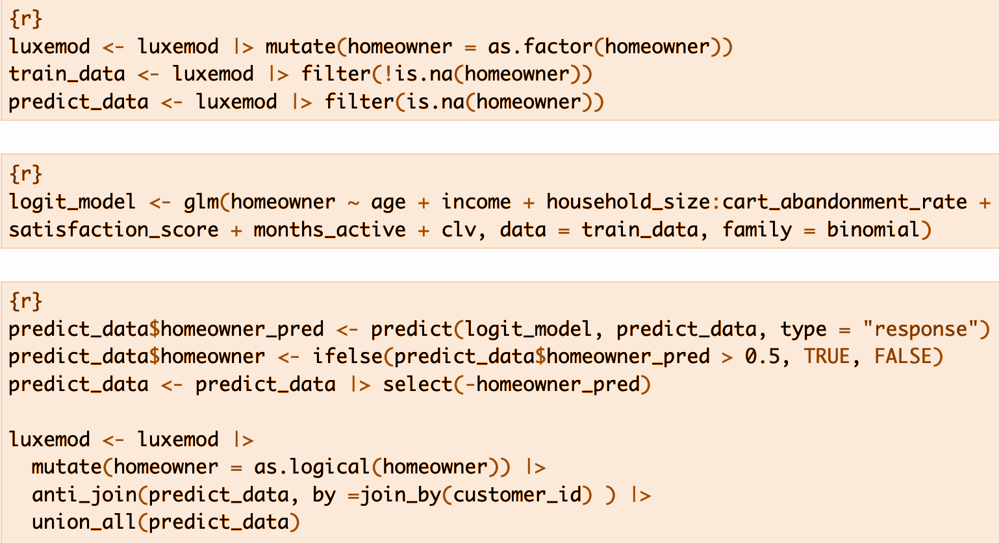 {r}
luxemod <- luxemod |> mutate(homeowner = as.factor(homeowner))
train_data <- luxemod |> filter(!is.na(homeowner))
predict_data <- luxemod |> filter(is.na(homeowner))
{r}
logit_model <- glm(homeowner ~ age + income + household_size:cart_abandonment_rate +
satisfaction_score + months_active + clv, data = train_data, family = binomial)
{r}
predict_data$homeowner_pred <- predict(logit_model, predict_data, type = "response")
predict_data$homeowner <- ifelse(predict_data$homeowner_pred > 0.5, TRUE, FALSE)
predict_data <- predict_data |> select(-homeowner_pred)
luxemod <- luxemod |>
  mutate(homeowner = as.logical(homeowner)) |>
  anti_join(predict_data, by =join_by(customer_id) ) |>
  union_all(predict_data)